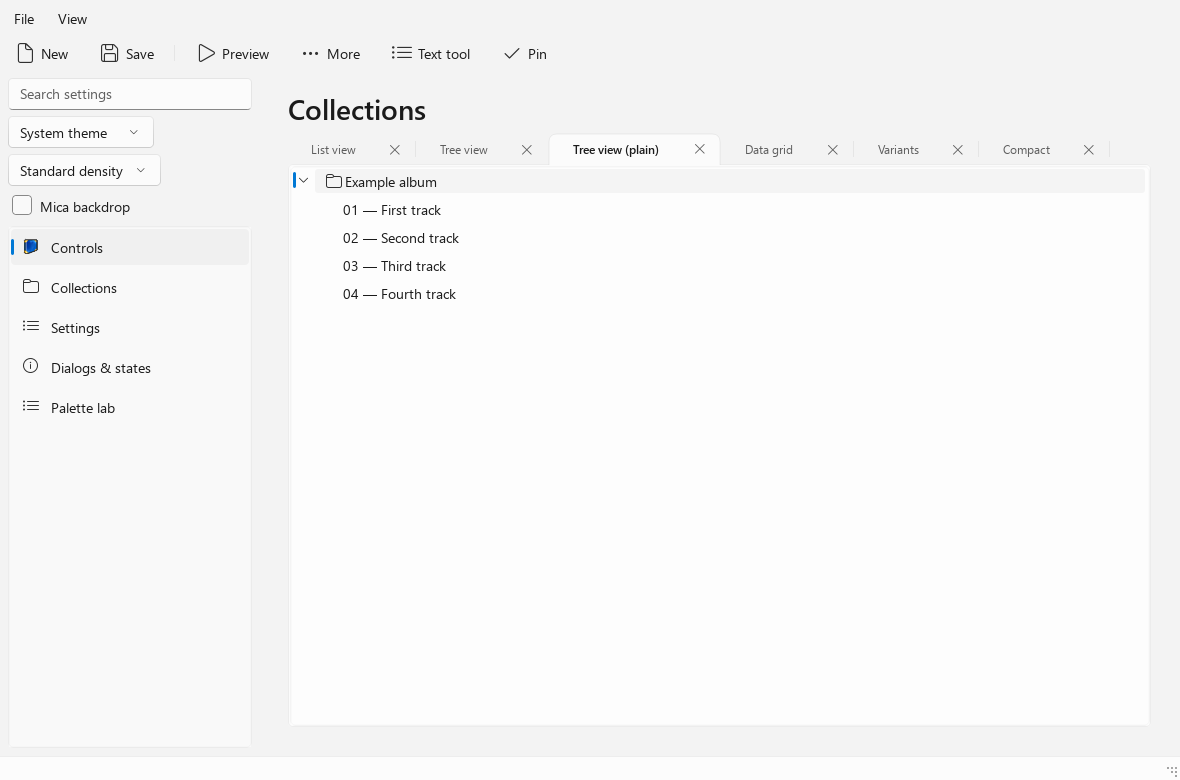 File View
New Save Preview More Text tool Pin
Search settings
System theme
Standard density
Mica backdrop
Controls
Collections
Settings
Dialogs & states
Palette lab
Collections
List view Tree view Tree view (plain) Data grid Variants Compact
Example album
01 — First track
02 — Second track
03 — Third track
04 — Fourth track